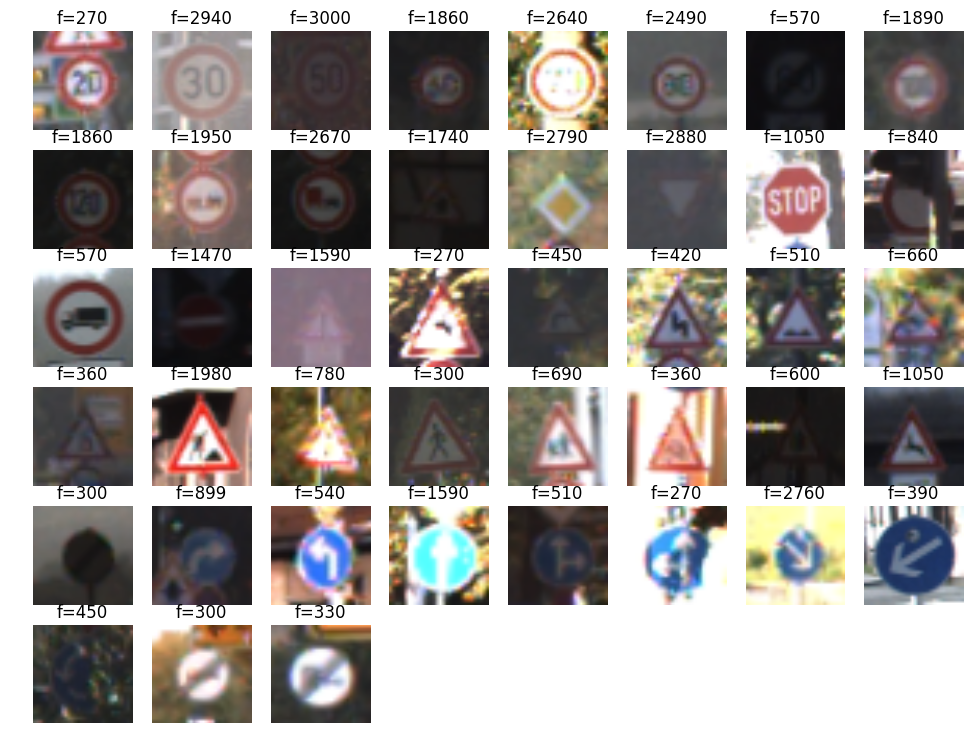 f=270 f=2940 f=3000 f=1860 f=2640 f=2490 f=570 f=1890
20 30 50
f=1860 f=1950 f=2670 f=1740 f=2790 f=2880 f=1050 f=840
120 STOP
f=570 f=1470 f=1590 f=270 f=450 f=420 f=510 f=660
f=360 f=1980 f=780 f=300 f=690 f=360 f=600 f=1050
f=300 f=899 f=540 f=1590 f=510 f=270 f=2760 f=390
f=450 f=300 f=330